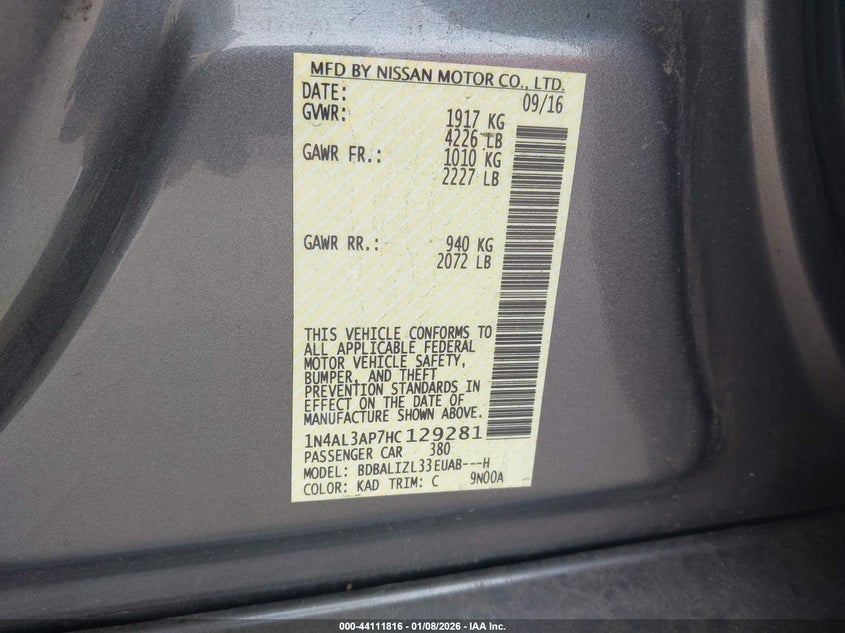 MFD BY NISSAN MOTOR CO., LTD.
DATE: 09/16
GVWR: 1917 KG
4226 LB
GAWR FR.: 1010 KG
2227 LB
GAWR RR.: 940 KG
2072 LB
THIS VEHICLE CONFORMS TO
ALL APPLICABLE FEDERAL
MOTOR VEHICLE SAFETY,
BUMPER, AND THEFT
PREVENTION STANDARDS IN
EFFECT ON THE DATE OF
MANUFACTURE SHOWN ABOVE.
1N4AL3AP7HC129281
PASSENGER CAR 380
MODEL: BDBALIZL33EUAB---H
COLOR: KAD TRIM: C 9N00A
000-44111816 - 01/08/2026 - IAA Inc.